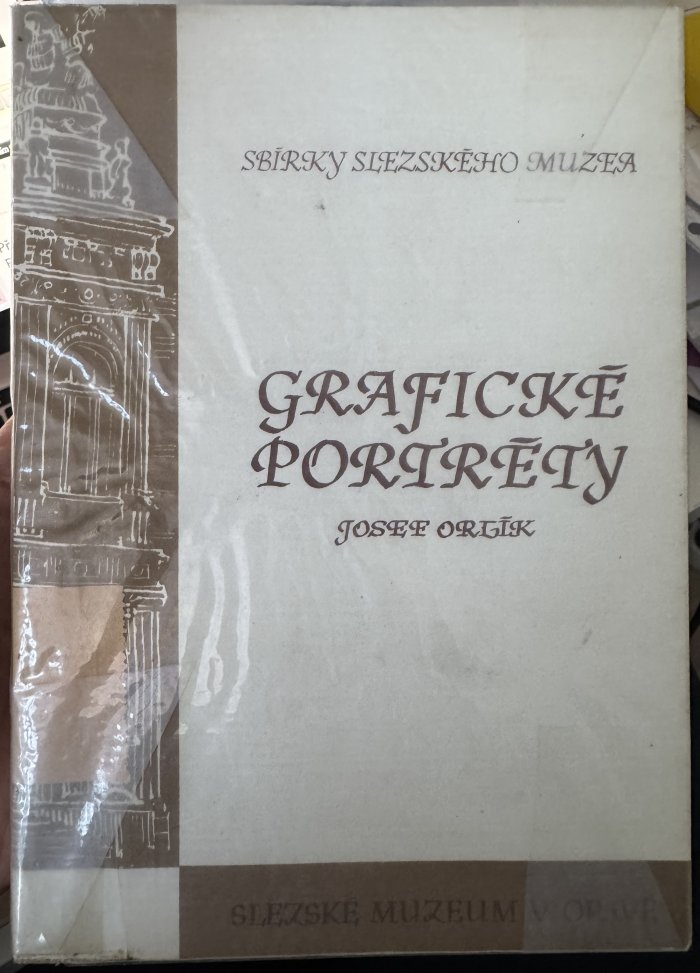 SBÍRKY SLEZSKÉHO MUZEA
GRAFICKÉ
PORTRÉTY
JOSEF ORLÍK
SLEZSKÉ MUZEUM V OPAVĚ